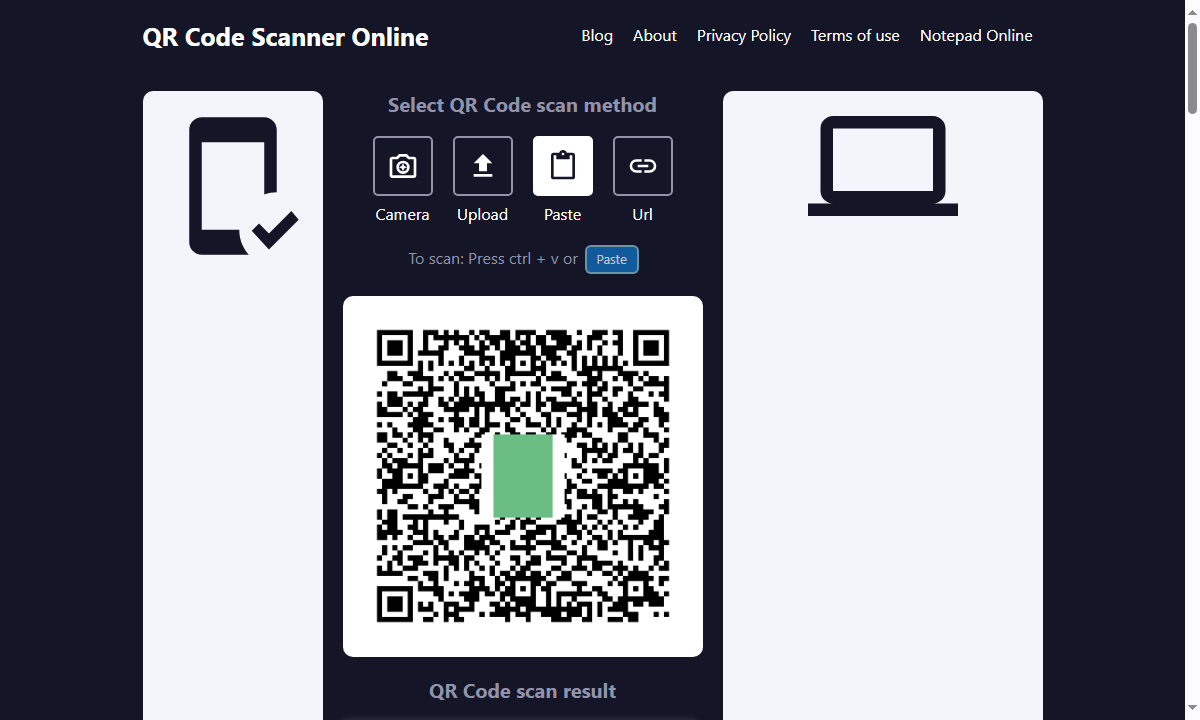 QR Code Scanner Online
Blog About Privacy Policy Terms of use Notepad Online
Select QR Code scan method
Camera Upload Paste Url
To scan: Press ctrl + v or Paste
QR Code scan result